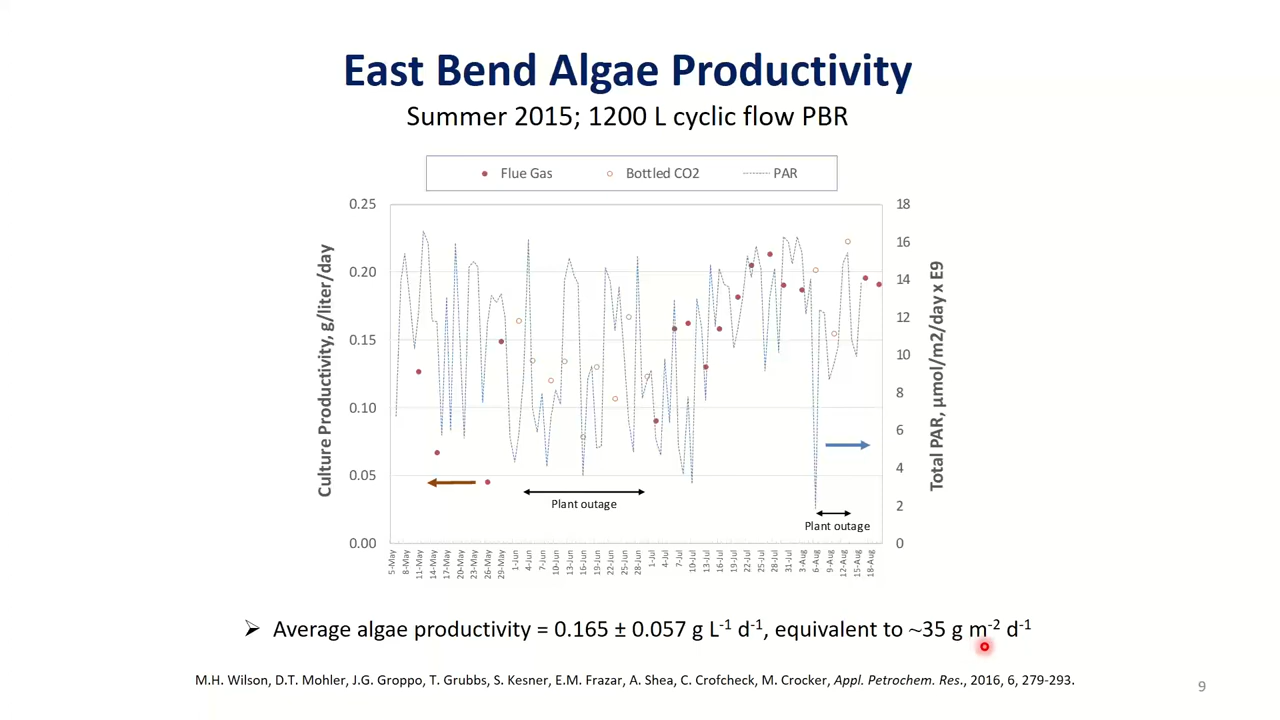 East Bend Algae Productivity
Summer 2015; 1200 L cyclic flow PBR
Flue Gas
Bottled CO2
PAR
Culture Productivity, g/liter/day
0.25
0.20
0.15
0.10
0.05
0.00
18
16
14
12
10
8
6
4
2
0
Total PAR, µmol/m2/day x E9
Plant outage
Plant outage
5-May
8-May
11-May
14-May
17-May
20-May
23-May
26-May
29-May
1-Jun
4-Jun
7-Jun
10-Jun
13-Jun
16-Jun
19-Jun
22-Jun
25-Jun
28-Jun
1-Jul
4-Jul
7-Jul
10-Jul
13-Jul
16-Jul
19-Jul
22-Jul
25-Jul
28-Jul
31-Jul
3-Aug
6-Aug
9-Aug
12-Aug
15-Aug
18-Aug
➢ Average algae productivity = 0.165 ± 0.057 g L⁻¹ d⁻¹, equivalent to ~35 g m⁻² d⁻¹
M.H. Wilson, D.T. Mohler, J.G. Groppo, T. Grubbs, S. Kesner, E.M. Frazar, A. Shea, C. Crofcheck, M. Crocker, Appl. Petrochem. Res., 2016, 6, 279-293.
9